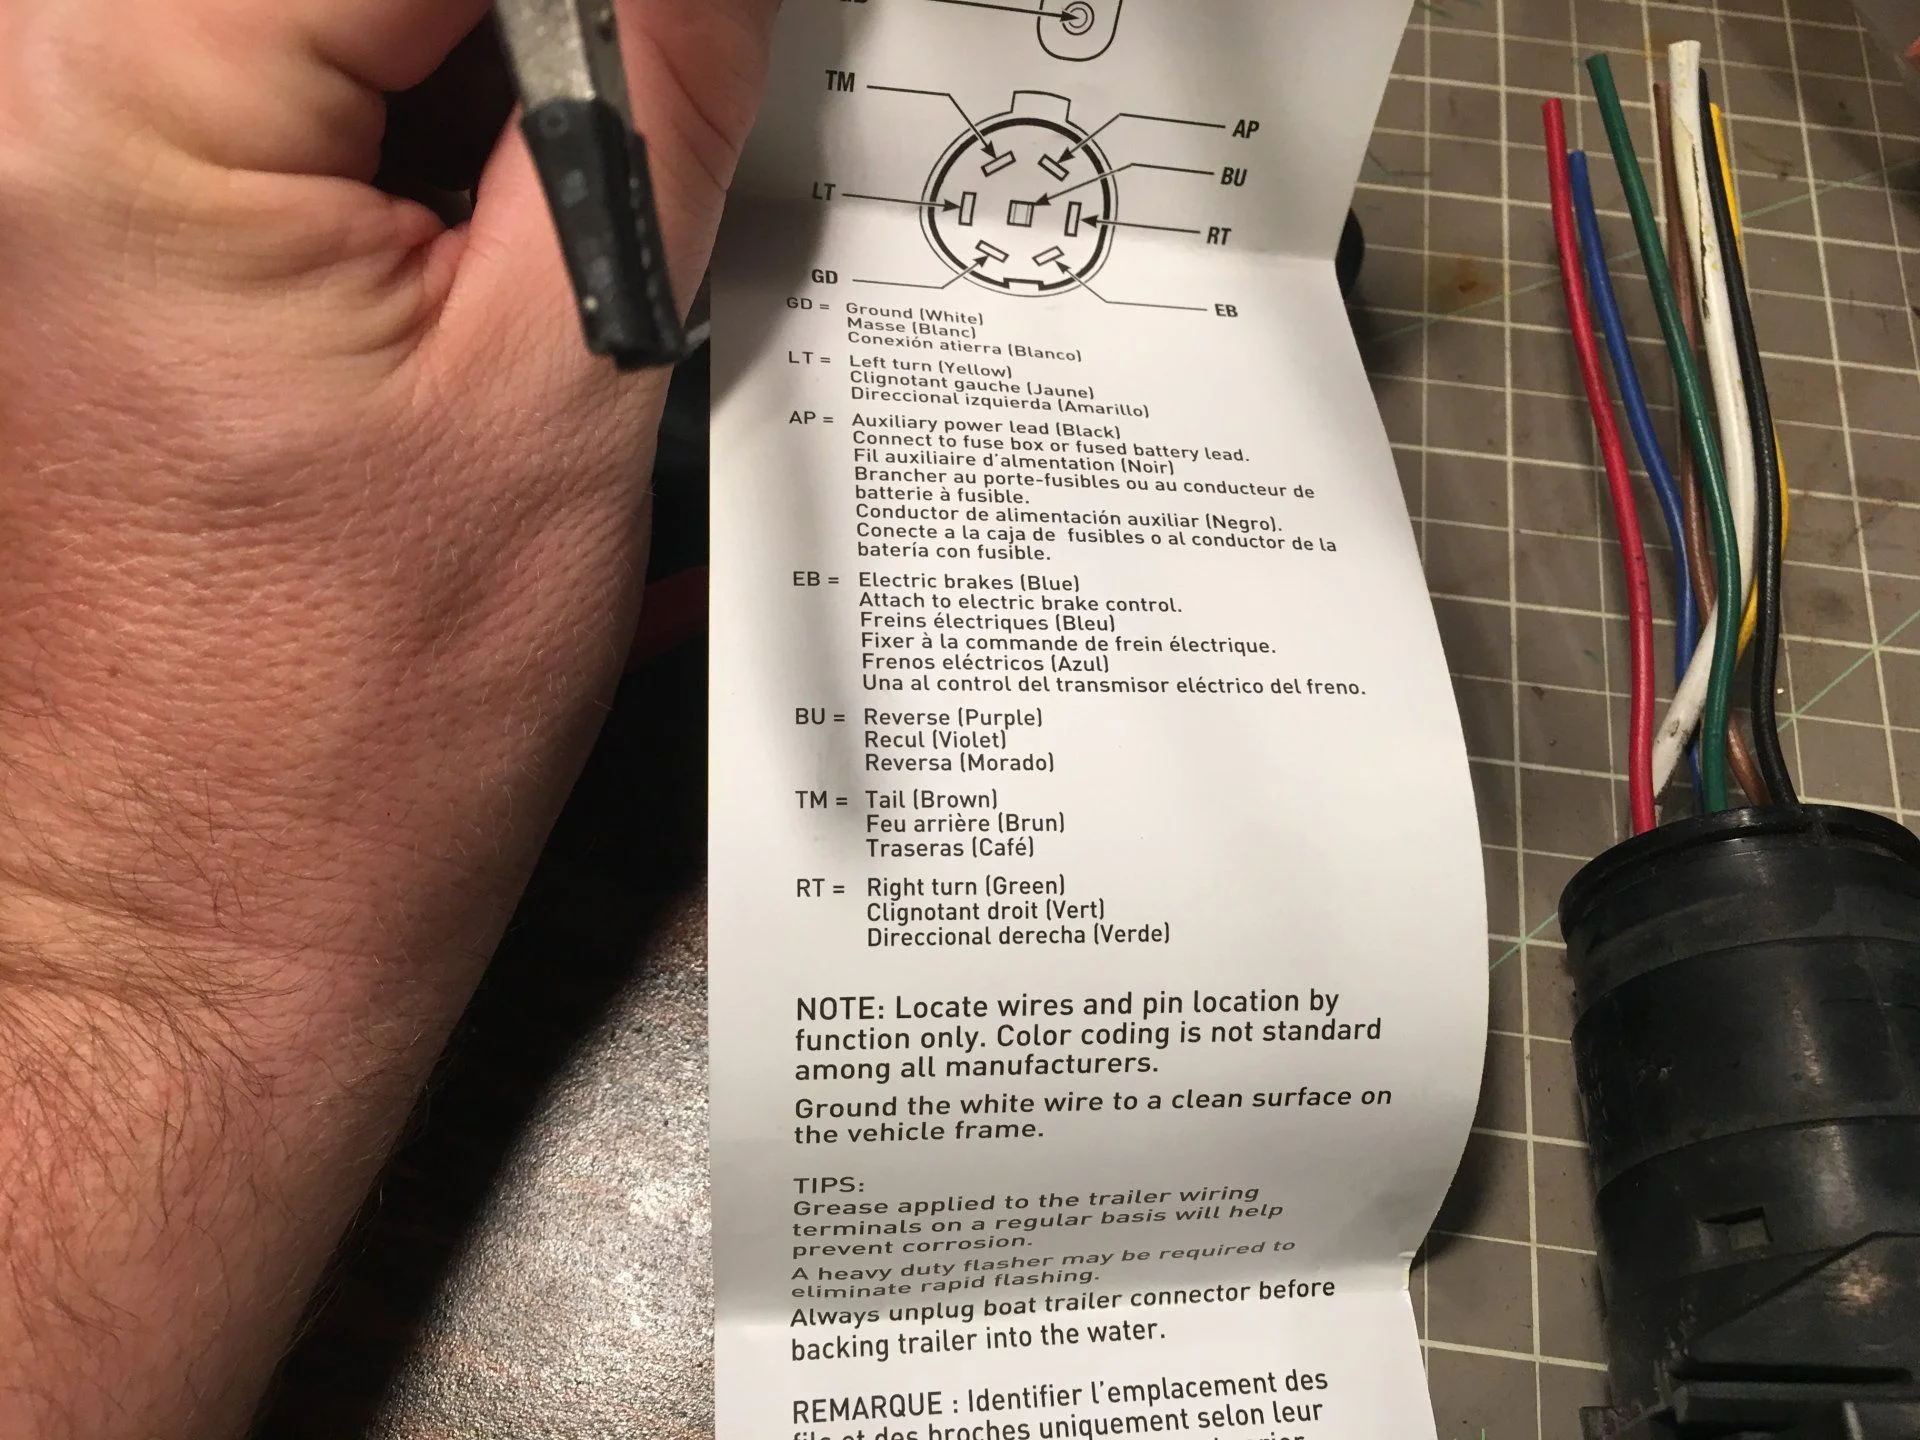 TM
AP
BU
LT
RT
GD
EB
GD = Ground (White)
Masse (Blanc)
Conexión atierra (Blanco)
LT = Left turn (Yellow)
Clignotant gauche (Jaune)
Direccional izquierda (Amarillo)
AP = Auxiliary power lead (Black)
Connect to fuse box or fused battery lead.
Fil auxiliaire d'almentation (Noir)
Brancher au porte-fusibles ou au conducteur de
batterie à fusible.
Conductor de alimentación auxiliar (Negro).
Conecte a la caja de fusibles o al conductor de la
batería con fusible.
EB = Electric brakes (Blue)
Attach to electric brake control.
Freins électriques (Bleu)
Fixer à la commande de frein électrique.
Frenos eléctricos (Azul)
Una al control del transmisor eléctrico del freno.
BU = Reverse (Purple)
Recul (Violet)
Reversa (Morado)
TM = Tail (Brown)
Feu arrière (Brun)
Traseras (Café)
RT = Right turn (Green)
Clignotant droit (Vert)
Direccional derecha (Verde)
NOTE: Locate wires and pin location by
function only. Color coding is not standard
among all manufacturers.
Ground the white wire to a clean surface on
the vehicle frame.
TIPS:
Grease applied to the trailer wiring
terminals on a regular basis will help
prevent corrosion.
A heavy duty flasher may be required to
eliminate rapid flashing.
Always unplug boat trailer connector before
backing trailer into the water.
REMARQUE : Identifier l'emplacement des
fils et des broches uniquement selon leur